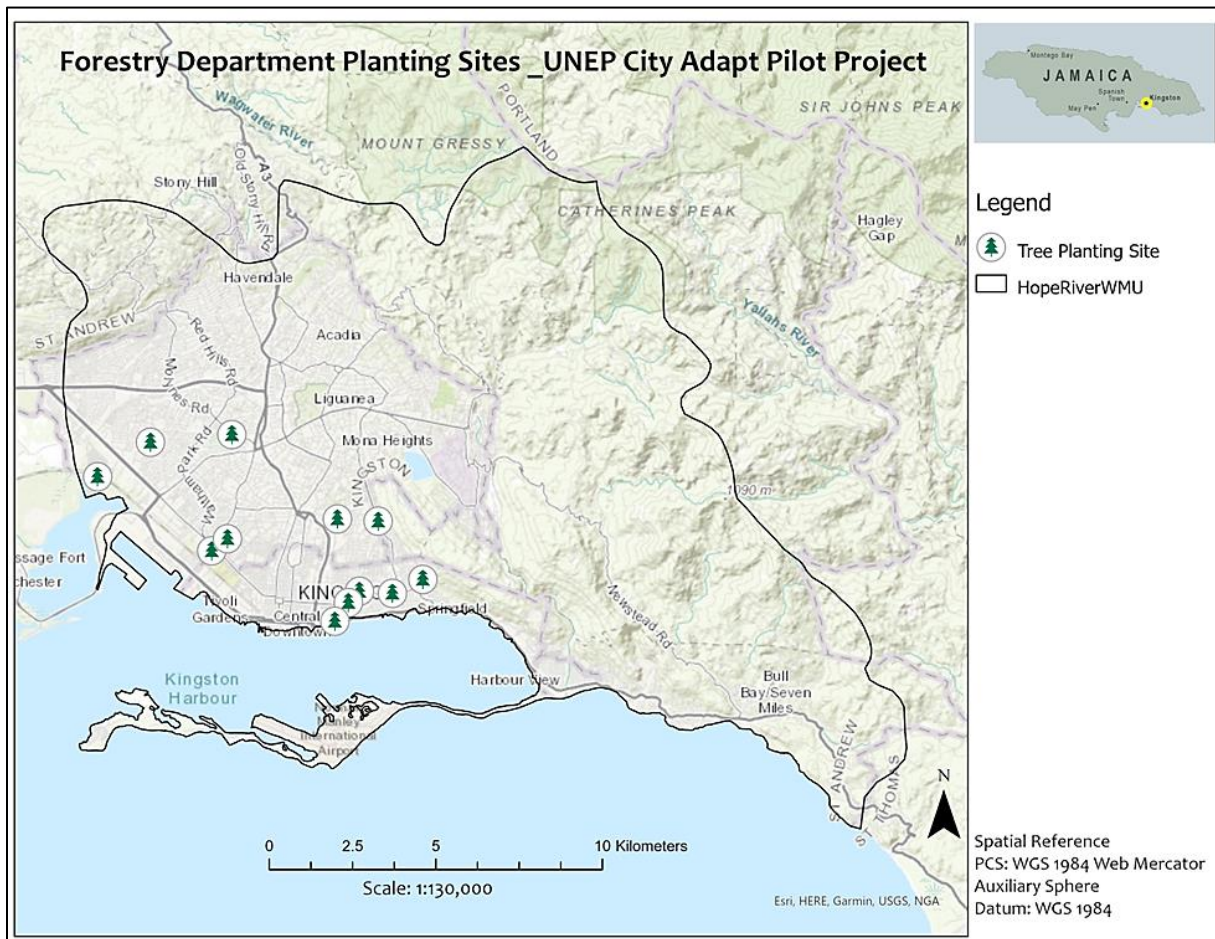 Forestry Department Planting Sites _UNEP City Adapt Pilot Project
Montego Bay
JAMAICA
Spanish
Town
Kingston
May Pen
Legend
Tree Planting Site
HopeRiverWMU
Wagwater River
PORTLAND
SIR JOHNS PEAK
MOUNT GRESSY
A3
Old Stony Hill Rd
Stony Hill
CATHERINES PEAK
Hagley
Gap
Havendale
ST ANDREW
Red Hills Rd
Acadia
Yallahs River
Liguanea
Mona Heights
KINGSTON
1090 m
ssage Fort
chester
Tivoli
Gardens
Central
Downtown
Springfield
Newstead Rd
Kingston
Harbour
Harbour View
Bull
Bay/Seven
Miles
Manley
International
Airport
ST ANDREW
ST THOMAS
N
0 2.5 5 10 Kilometers
Scale: 1:130,000
Esri, HERE, Garmin, USGS, NGA
Spatial Reference
PCS: WGS 1984 Web Mercator
Auxiliary Sphere
Datum: WGS 1984